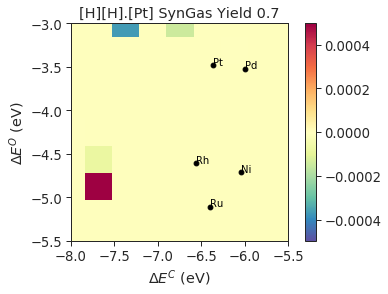 [H][H].[Pt] SynGas Yield 0.7
−3.0
−3.5
−4.0
−4.5
−5.0
−5.5
ΔE^O (eV)
Pt
Pd
Rh
Ni
Ru
−8.0 −7.5 −7.0 −6.5 −6.0 −5.5
ΔE^C (eV)
0.0004
0.0002
0.0000
−0.0002
−0.0004